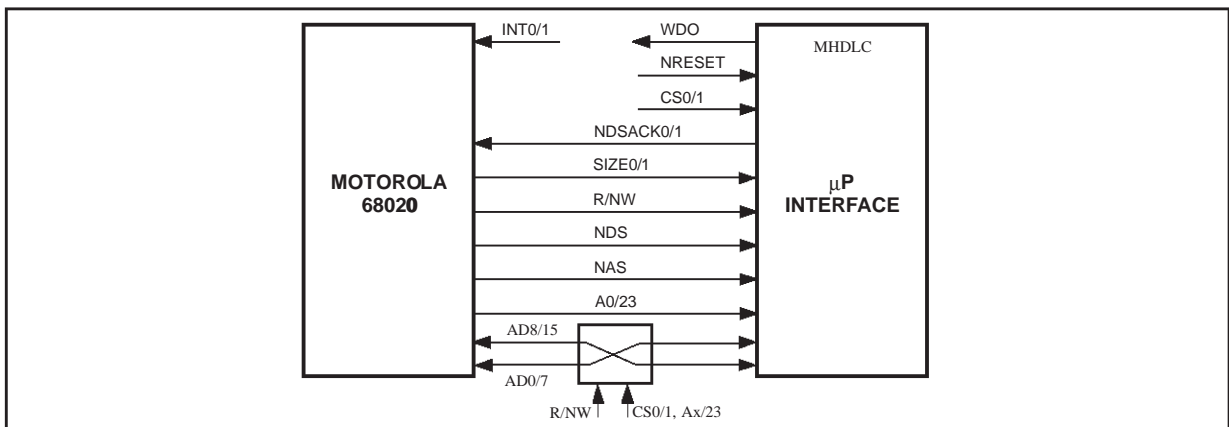 INT0/1
WDO
MHDLC
NRESET
CS0/1
NDSACK0/1
SIZE0/1
MOTOROLA
68020
μP
INTERFACE
R/NW
NDS
NAS
A0/23
AD8/15
AD0/7
R/NW
CS0/1, Ax/23